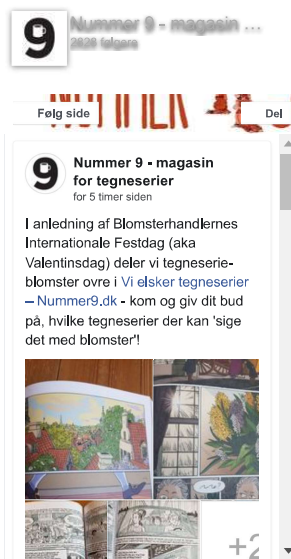 9
Nummer 9 - magasin ...
2828 følgere
Følg side
Del
9
Nummer 9 - magasin
for tegneserier
for 5 timer siden
I anledning af Blomsterhandlernes
Internationale Festdag (aka
Valentinsdag) deler vi tegneserie-
blomster ovre i Vi elsker tegneserier
– Nummer9.dk - kom og giv dit bud
på, hvilke tegneserier der kan 'sige
det med blomster'!